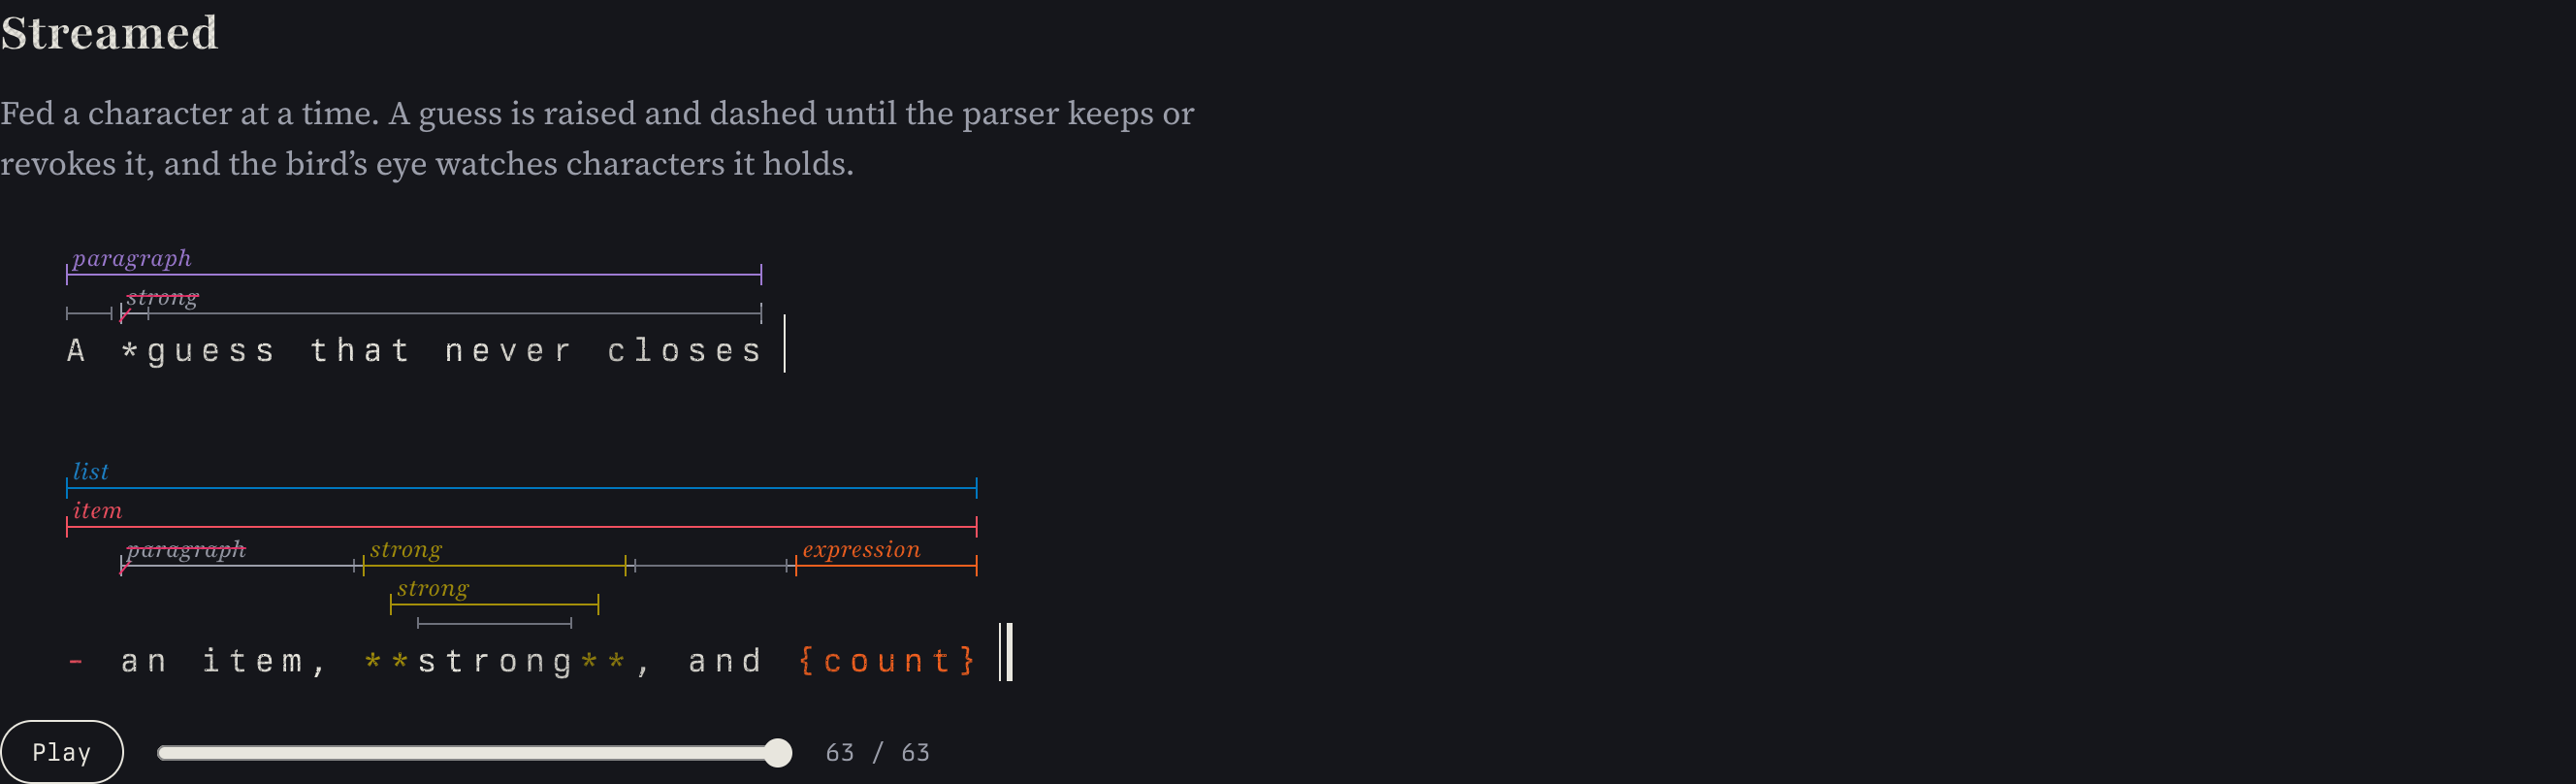 Streamed
Fed a character at a time. A guess is raised and dashed until the parser keeps or
revokes it, and the bird’s eye watches characters it holds.
paragraph
strong
A *guess that never closes
list
item
paragraph strong expression
strong
- an item, **strong**, and {count}
Play 63 / 63